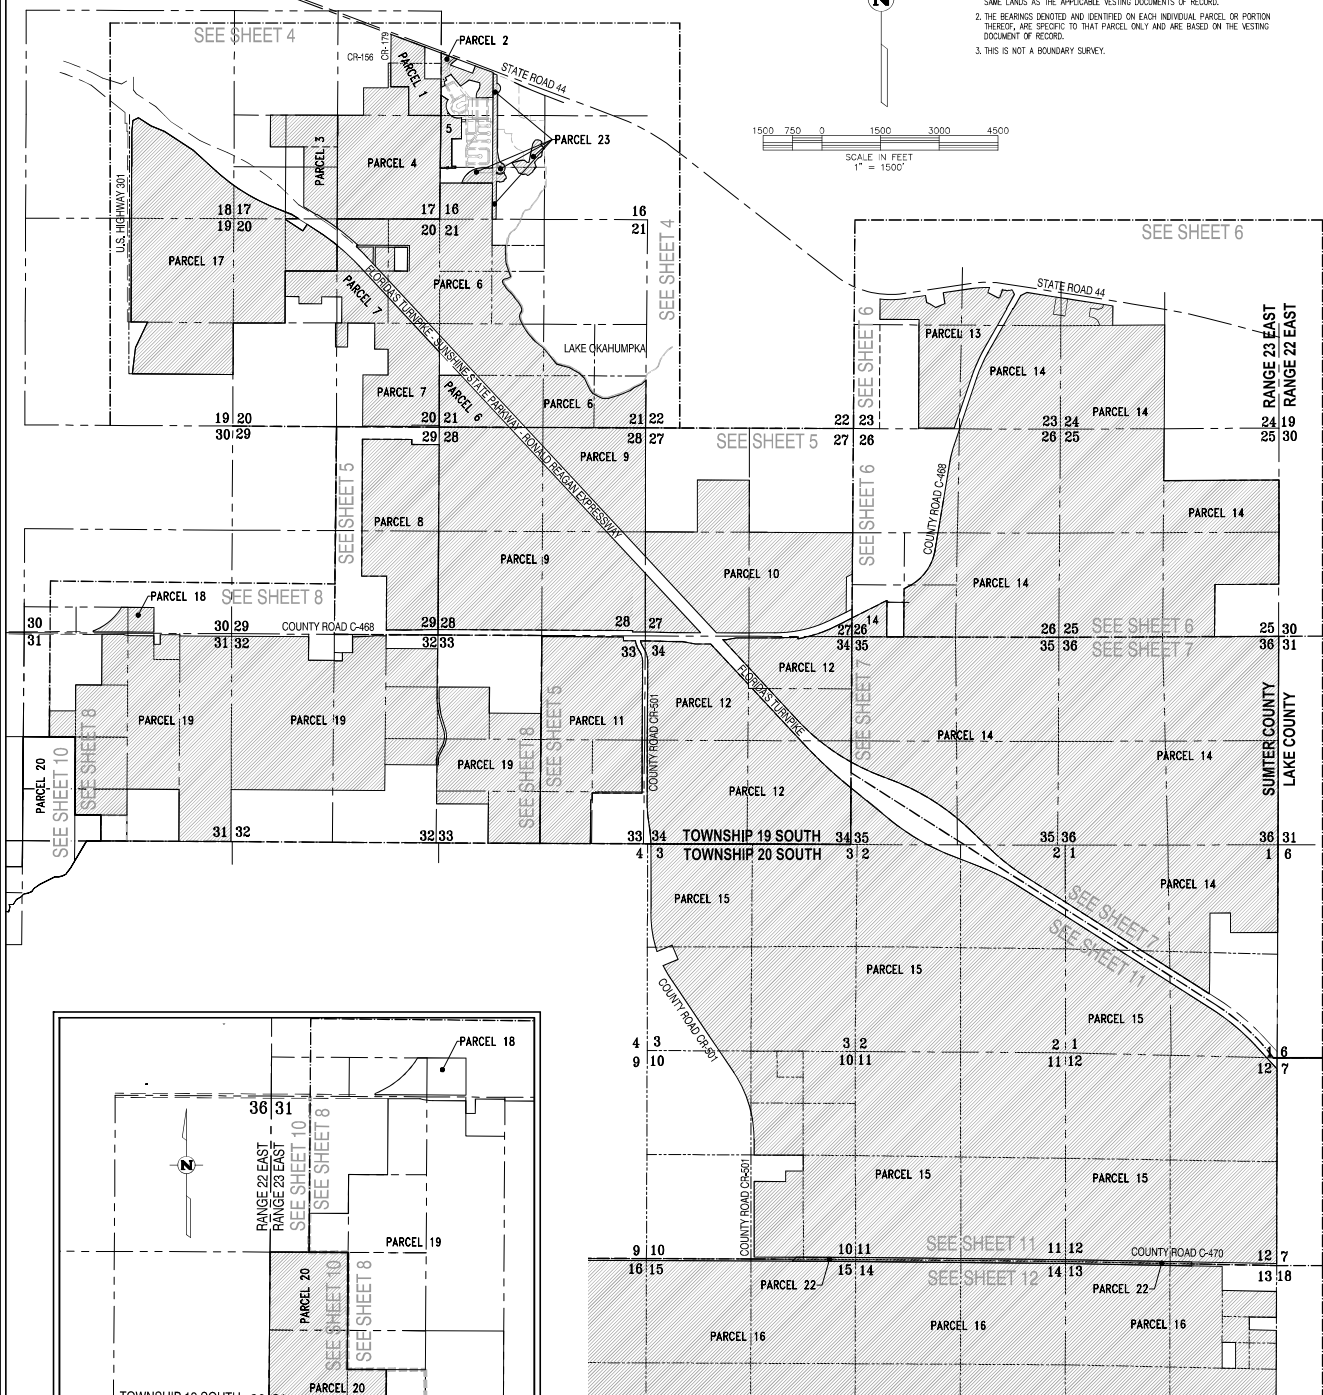 SAME LANDS AS THE APPLICABLE VESTING DOCUMENTS OF RECORD.
2. THE BEARINGS DENOTED AND IDENTIFIED ON EACH INDIVIDUAL PARCEL OR PORTION
THEREOF, ARE SPECIFIC TO THAT PARCEL ONLY AND ARE BASED ON THE VESTING
DOCUMENT OF RECORD.
3. THIS IS NOT A BOUNDARY SURVEY.
N
1500 750 0 1500 3000 4500
SCALE IN FEET
1" = 1500'
SEE SHEET 4
CR-156
CR-179
PARCEL 2
PARCEL 1
STATE ROAD 44
5
PARCEL 23
PARCEL 3
PARCEL 4
U.S. HIGHWAY 301
18 17
19 20
17 16
20 21
16
21
SEE SHEET 4
PARCEL 17
PARCEL 7
PARCEL 6
FLORIDA'S TURNPIKE - SUNSHINE STATE PARKWAY - RONALD REAGAN EXPRESSWAY
LAKE OKAHUMPKA
PARCEL 7
PARCEL 6
PARCEL 6
19 20
30 29
20 21
29 28
21 22
28 27
22 23
27 26
SEE SHEET 5
SEE SHEET 6
STATE ROAD 44
SEE SHEET 6
PARCEL 13
PARCEL 14
PARCEL 14
RANGE 23 EAST
RANGE 22 EAST
23 24
26 25
24 19
25 30
PARCEL 9
SEE SHEET 5
PARCEL 8
PARCEL 9
PARCEL 10
SEE SHEET 6
COUNTY ROAD C-468
PARCEL 14
PARCEL 14
PARCEL 18
SEE SHEET 8
COUNTY ROAD C-468
30
31
30 29
31 32
29 28
32 33
28 27
33 34
27 26
34 35
14
26 25
35 36
SEE SHEET 6
SEE SHEET 7
25 30
36 31
PARCEL 12
FLORIDA'S TURNPIKE
PARCEL 12
SEE SHEET 7
PARCEL 19
PARCEL 19
PARCEL 11
SEE SHEET 5
COUNTY ROAD CR-501
PARCEL 14
PARCEL 14
SUMTER COUNTY
LAKE COUNTY
SEE SHEET 8
PARCEL 20
SEE SHEET 10
PARCEL 19
SEE SHEET 8
PARCEL 12
31 32
32 33
33 34
4 3
TOWNSHIP 19 SOUTH
TOWNSHIP 20 SOUTH
34 35
3 2
35 36
2 1
36 31
1 6
PARCEL 14
PARCEL 15
SEE SHEET 7
SEE SHEET 11
PARCEL 15
PARCEL 15
COUNTY ROAD CR-501
4 3
9 10
3 2
10 11
2 1
11 12
1 6
12 7
PARCEL 15
PARCEL 15
COUNTY ROAD CR-501
9 10
16 15
10 11
15 14
SEE SHEET 11
SEE SHEET 12
11 12
14 13
COUNTY ROAD C-470
12 7
13 18
PARCEL 22
PARCEL 22
PARCEL 16
PARCEL 16
PARCEL 16
PARCEL 18
36 31
N
RANGE 22 EAST
RANGE 23 EAST
SEE SHEET 10
SEE SHEET 8
PARCEL 19
PARCEL 20
SEE SHEET 10
SEE SHEET 8
PARCEL 20